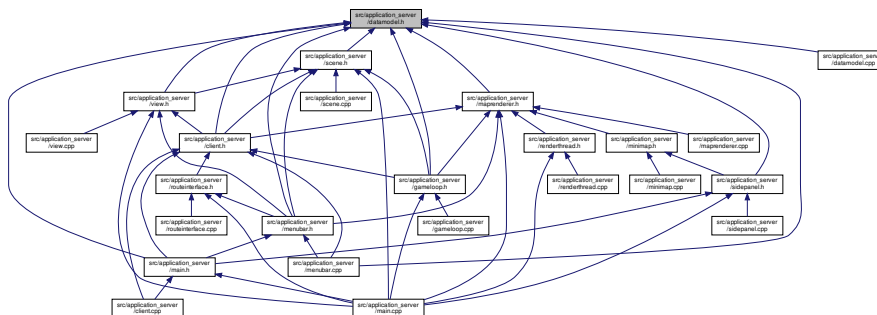 src/application_server
/datamodel.h
src/application_server
/scene.h
src/application_server
/datamodel.cpp
src/application_server
/view.h
src/application_server
/scene.cpp
src/application_server
/maprenderer.h
src/application_server
/view.cpp
src/application_server
/client.h
src/application_server
/renderthread.h
src/application_server
/minimap.h
src/application_server
/maprenderer.cpp
src/application_server
/routeinterface.h
src/application_server
/gameloop.h
src/application_server
/renderthread.cpp
src/application_server
/minimap.cpp
src/application_server
/sidepanel.h
src/application_server
/routeinterface.cpp
src/application_server
/menubar.h
src/application_server
/gameloop.cpp
src/application_server
/sidepanel.cpp
src/application_server
/main.h
src/application_server
/menubar.cpp
src/application_server
/client.cpp
src/application_server
/main.cpp